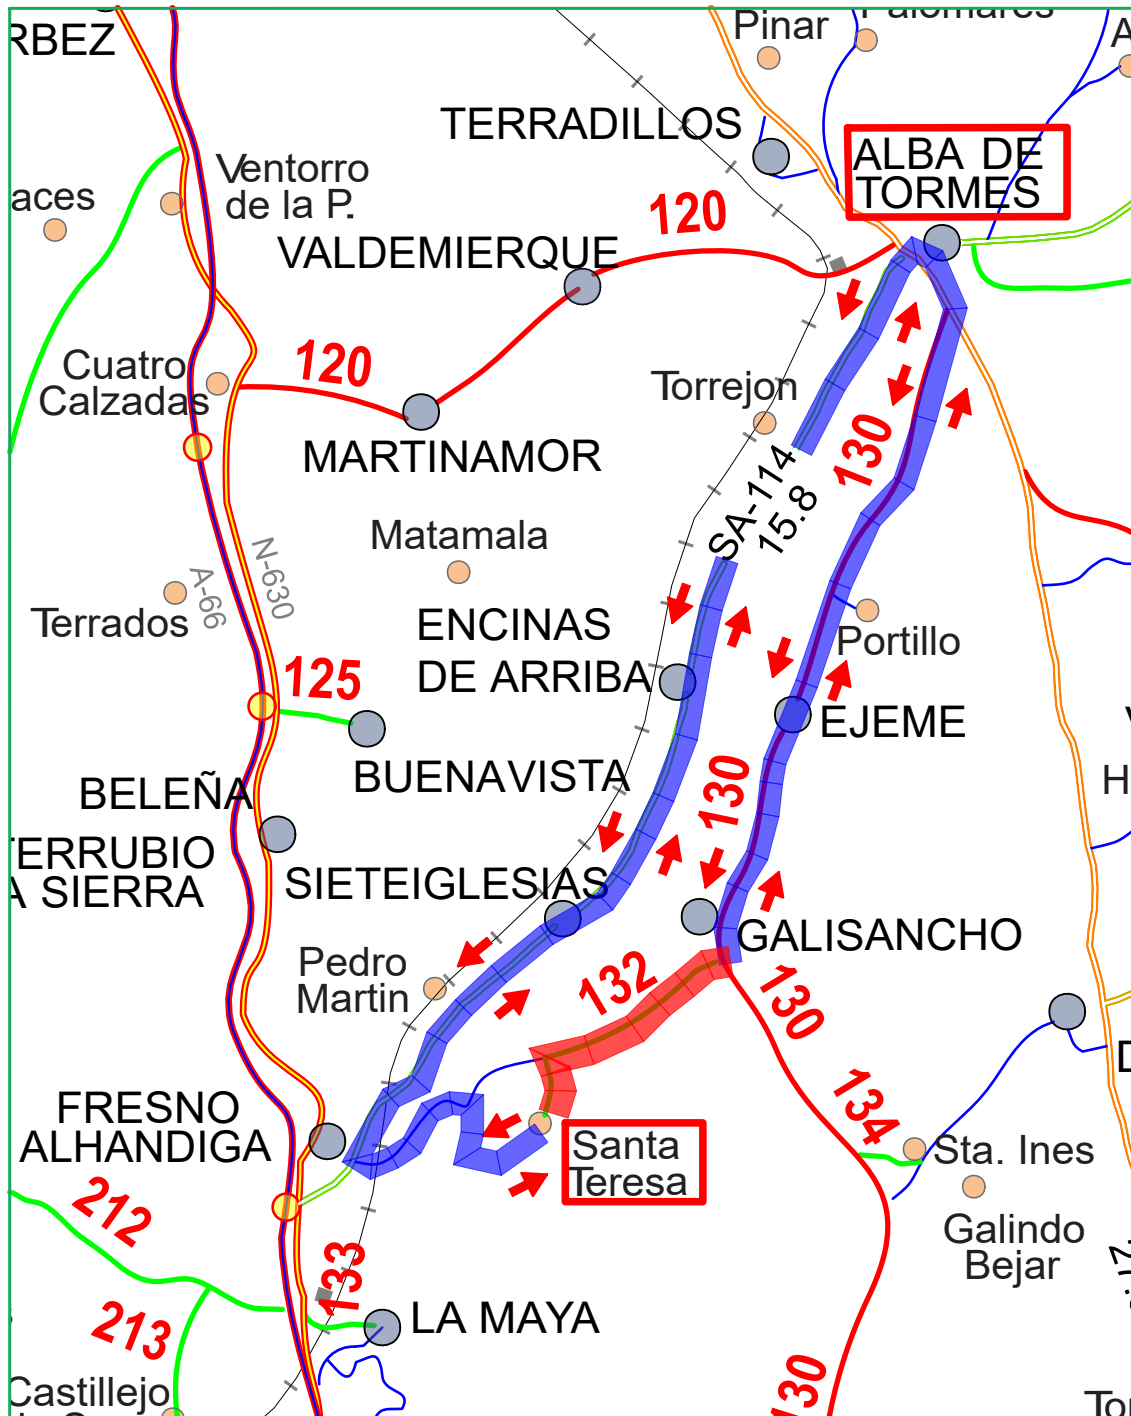 RBEZ
Pinar
Palomares
A
TERRADILLOS
ALBA DE
TORMES
Ventorro
de la P.
aces
120
VALDEMIERQUE
Cuatro
Calzadas
120
Torrejon
MARTINAMOR
130
SA-114
15.8
Matamala
N-630
A-66
Terrados
ENCINAS
DE ARRIBA
Portillo
125
EJEME
BUENAVISTA
130
H
BELEÑA
TERRUBIO
A SIERRA
SIETEIGLESIAS
GALISANCHO
Pedro
Martin
132
130
D
FRESNO
ALHANDIGA
134
Santa
Teresa
Sta. Ines
212
Galindo
Bejar
133
213
LA MAYA
130
Castillejo
Tor